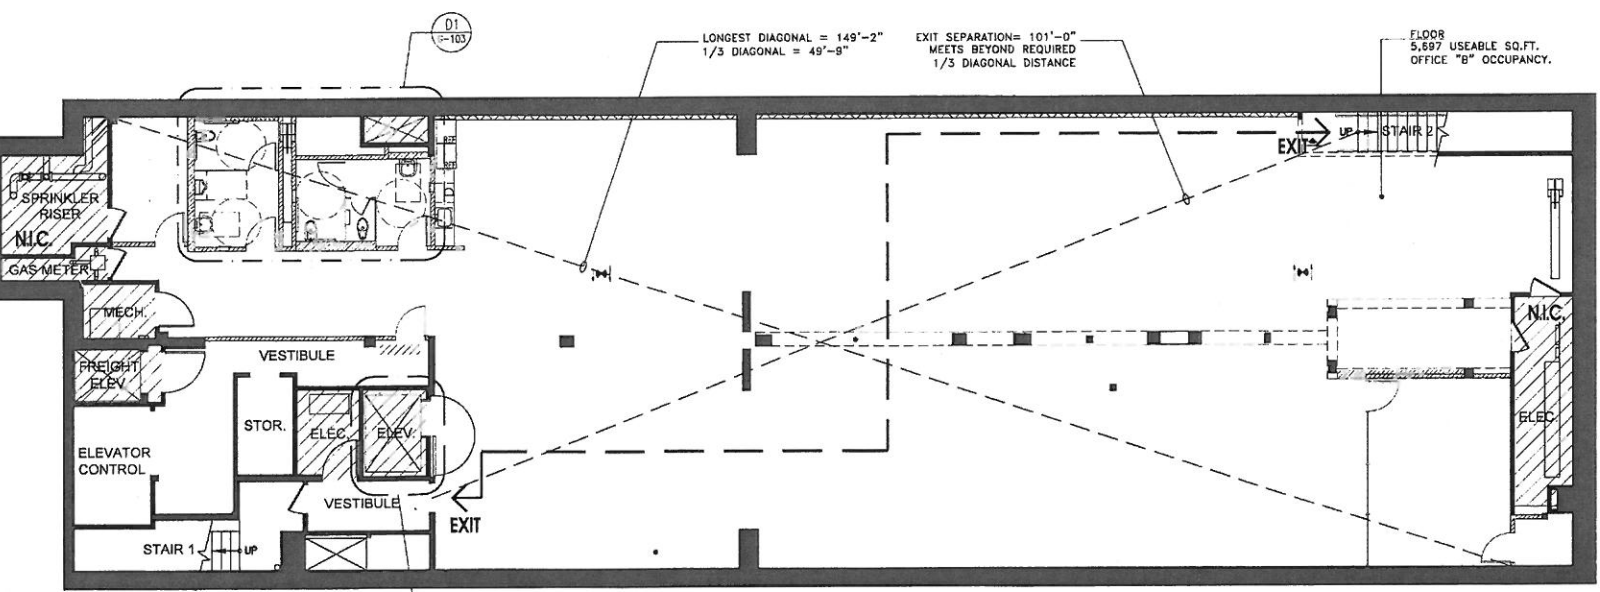 D1
G-103
LONGEST DIAGONAL = 149'-2"
1/3 DIAGONAL = 49'-9"
EXIT SEPARATION= 101'-0"
MEETS BEYOND REQUIRED
1/3 DIAGONAL DISTANCE
FLOOR
5,697 USEABLE SQ.FT.
OFFICE "B" OCCUPANCY.
UP
STAIR 2
EXIT
SPRINKLER
RISER
N.I.C.
GAS METER
MECH.
N.I.C.
VESTIBULE
FREIGHT
ELEV.
STOR.
ELEC.
ELEV.
ELEC.
ELEVATOR
CONTROL
VESTIBULE
EXIT
STAIR 1
UP